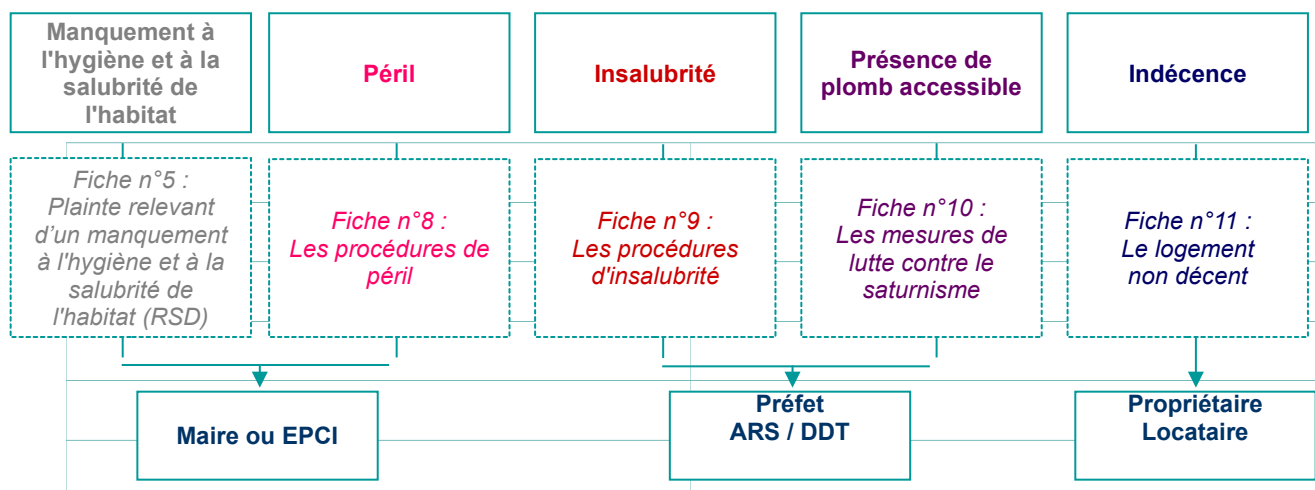 Manquement à
l'hygiène et à la
salubrité de
l'habitat
Péril
Insalubrité
Présence de
plomb accessible
Indécence
Fiche n°5 :
Plainte relevant
d’un manquement
à l'hygiène et à la
salubrité de
l'habitat (RSD)
Fiche n°8 :
Les procédures de
péril
Fiche n°9 :
Les procédures
d'insalubrité
Fiche n°10 :
Les mesures de
lutte contre le
saturnisme
Fiche n°11 :
Le logement
non décent
Maire ou EPCI
Préfet
ARS / DDT
Propriétaire
Locataire